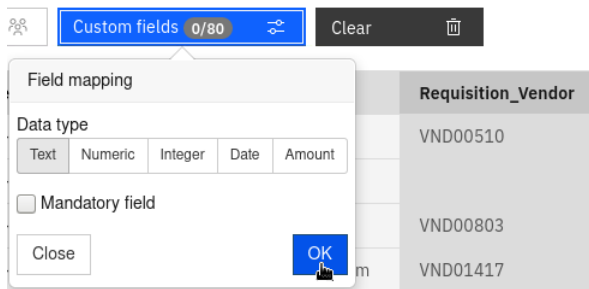 Custom fields 0/80
Clear
Field mapping
Requisition_Vendor
Data type
VND00510
Text Numeric Integer Date Amount
Mandatory field
VND00803
Close OK
m VND01417